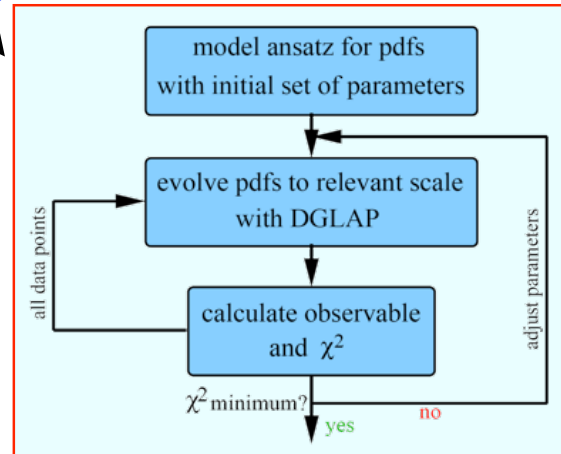 model ansatz for pdfs
with initial set of parameters
evolve pdfs to relevant scale
with DGLAP
all data points
adjust parameters
calculate observable
and χ²
χ² minimum?
no
yes